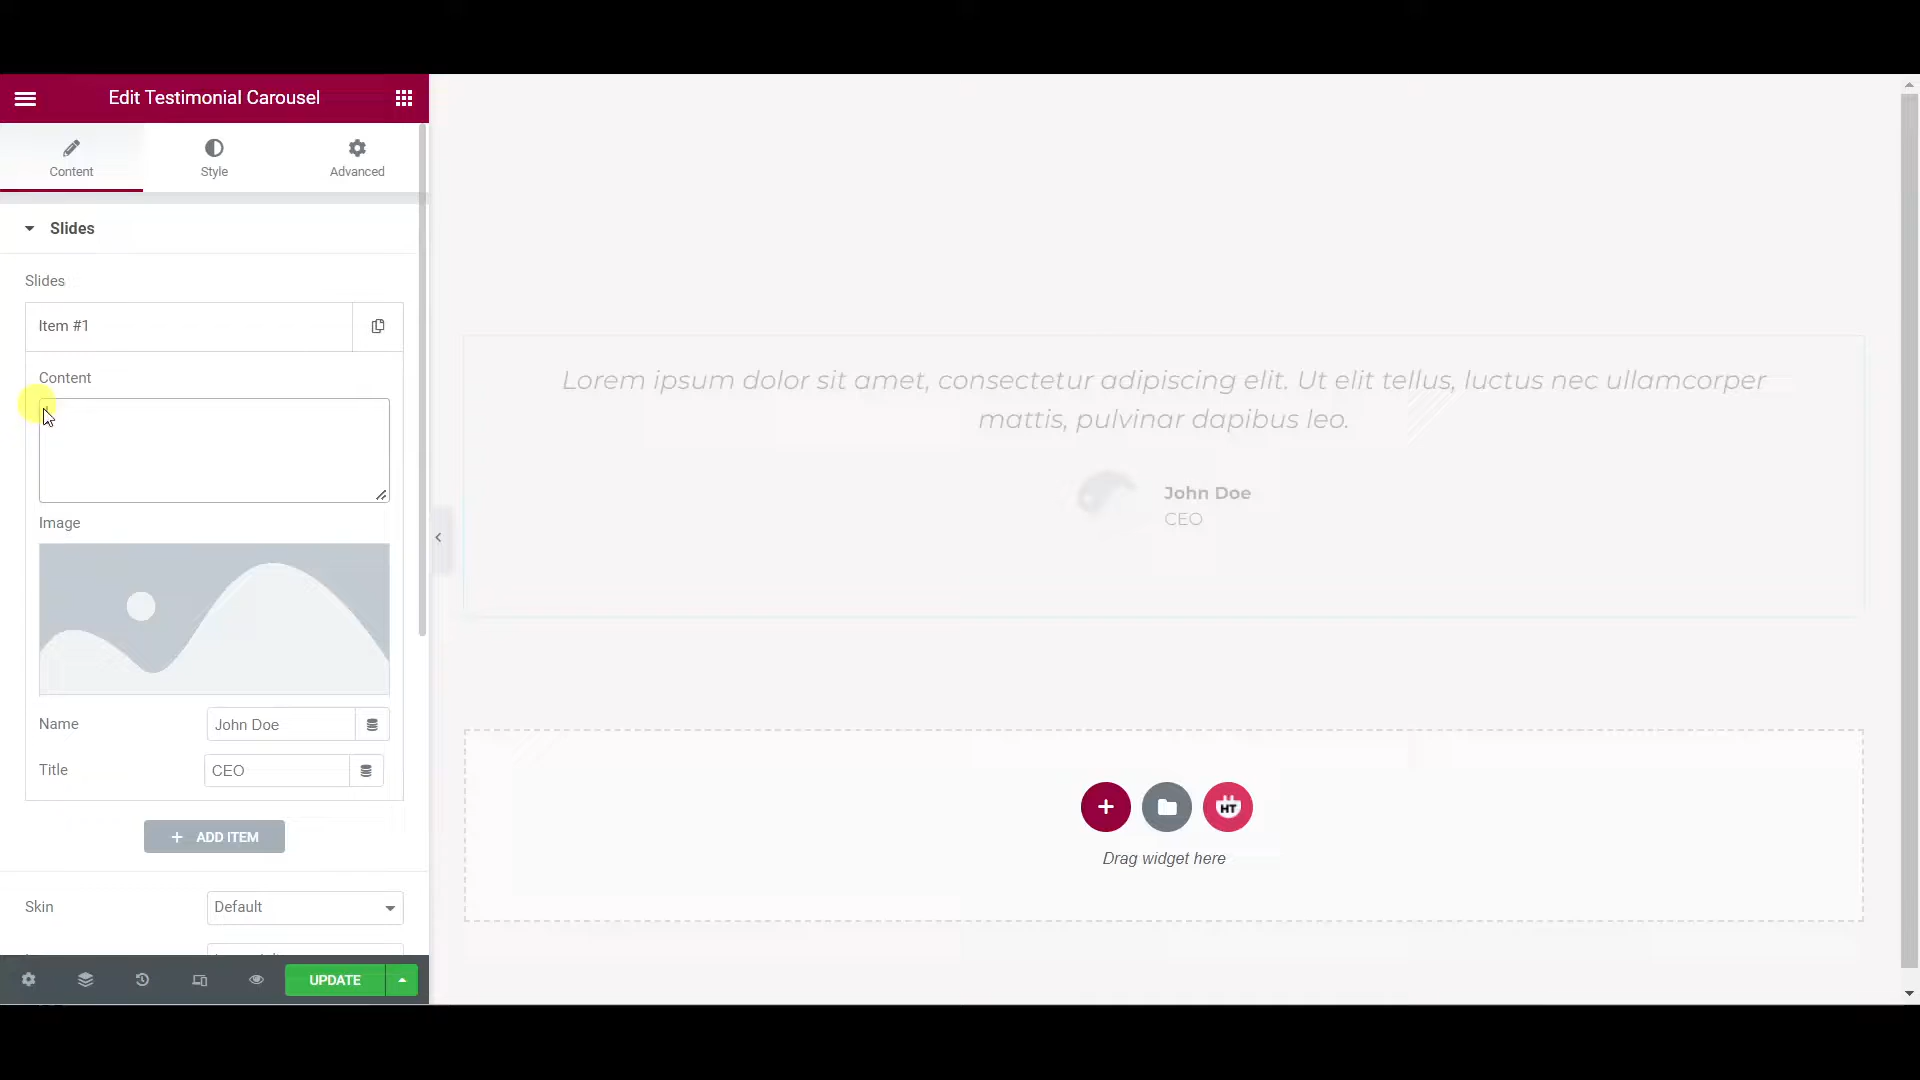 Edit Testimonial Carousel
Content
Style
Advanced
Slides
Slides
Item #1
Content
Image
Name
John Doe
Title
CEO
ADD ITEM
Skin
Default
UPDATE
Lorem ipsum dolor sit amet, consectetur adipiscing elit. Ut elit tellus, luctus nec ullamcorper
mattis, pulvinar dapibus leo.
John Doe
CEO
HT
Drag widget here